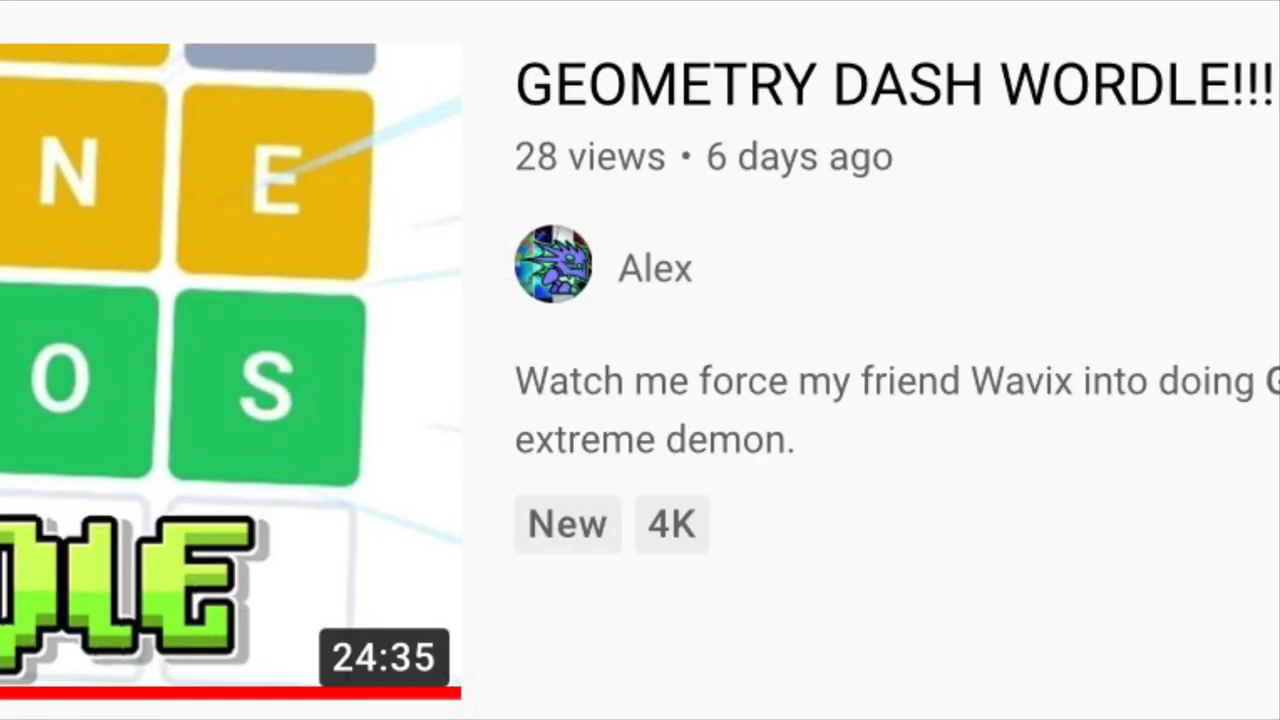 GEOMETRY DASH WORDLE!!!
28 views • 6 days ago
Alex
Watch me force my friend Wavix into doing
extreme demon.
New 4K
N E
O S
LE
24:35